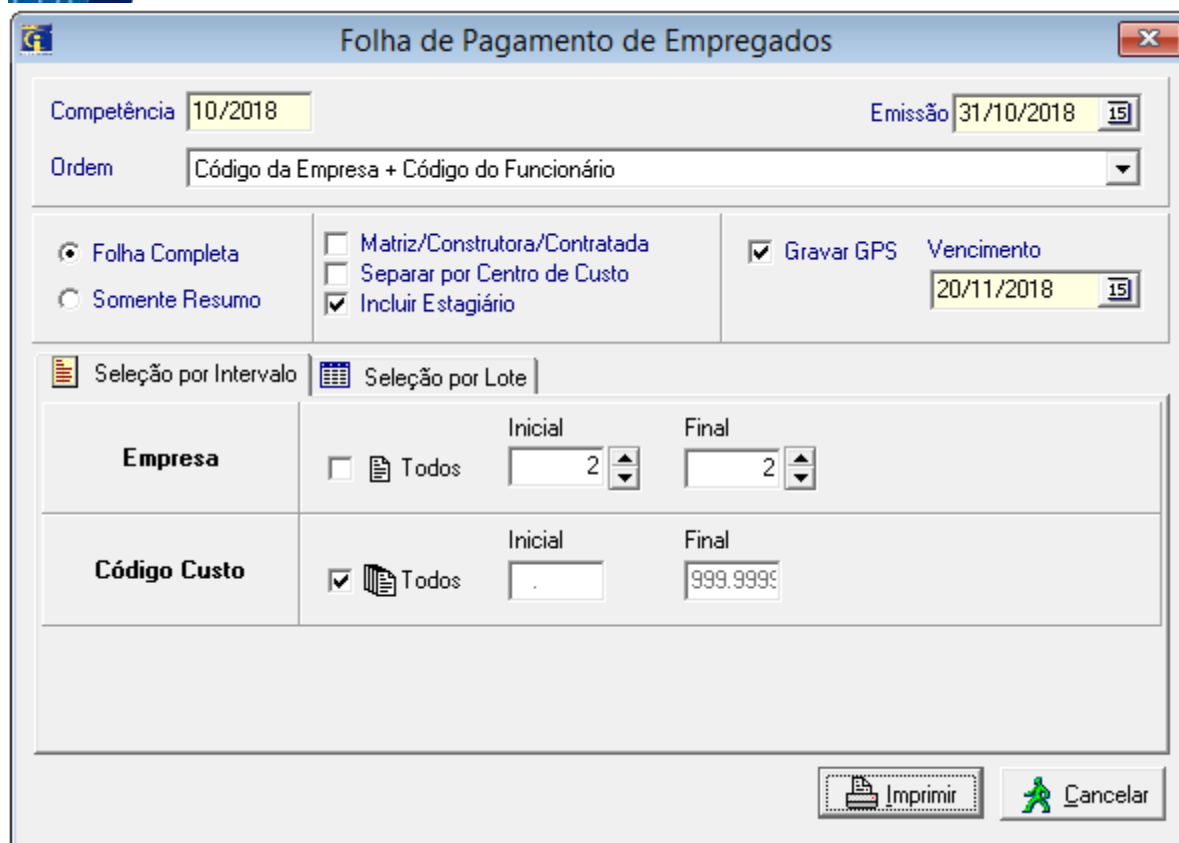 Folha de Pagamento de Empregados
Competência 10/2018 Emissão 31/10/2018 15
Ordem Código da Empresa + Código do Funcionário
Folha Completa
Somente Resumo
Matriz/Construtora/Contratada
Separar por Centro de Custo
Incluir Estagiário
Gravar GPS Vencimento
20/11/2018 15
Seleção por Intervalo Seleção por Lote
Inicial Final
Empresa Todos 2 2
Inicial Final
Código Custo Todos . 999.9999
Imprimir Cancelar